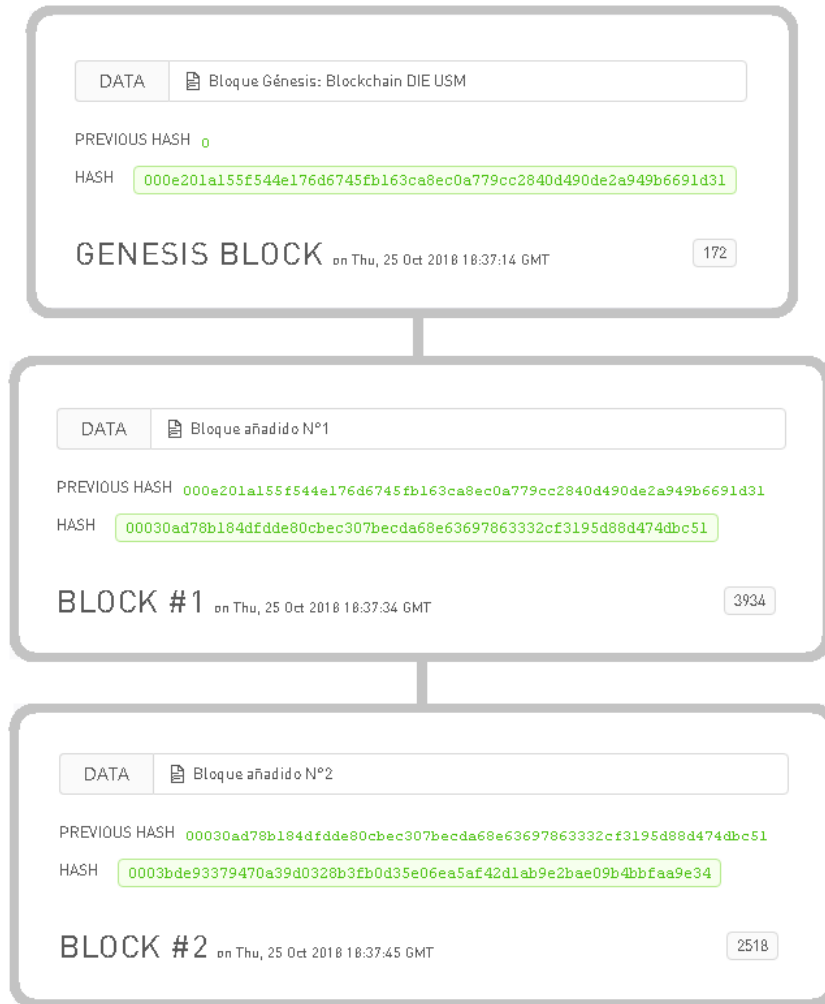 DATA Bloque Génesis: Blockchain DIE USM
PREVIOUS HASH 0
HASH 000e201a155f544e176d6745fb163ca8ec0a779cc2840d490de2a949b6691d31
GENESIS BLOCK on Thu, 25 Oct 2018 18:37:14 GMT 172
DATA Bloque añadido N°1
PREVIOUS HASH 000e201a155f544e176d6745fb163ca8ec0a779cc2840d490de2a949b6691d31
HASH 00030ad78b184dfdde80cbec307becda68e63697863332cf3195d88d474dbc51
BLOCK #1 on Thu, 25 Oct 2018 18:37:34 GMT 3934
DATA Bloque añadido N°2
PREVIOUS HASH 00030ad78b184dfdde80cbec307becda68e63697863332cf3195d88d474dbc51
HASH 0003bde93379470a39d0328b3fb0d35e06ea5af42d1ab9e2bae09b4bbfaa9e34
BLOCK #2 on Thu, 25 Oct 2018 18:37:45 GMT 2518